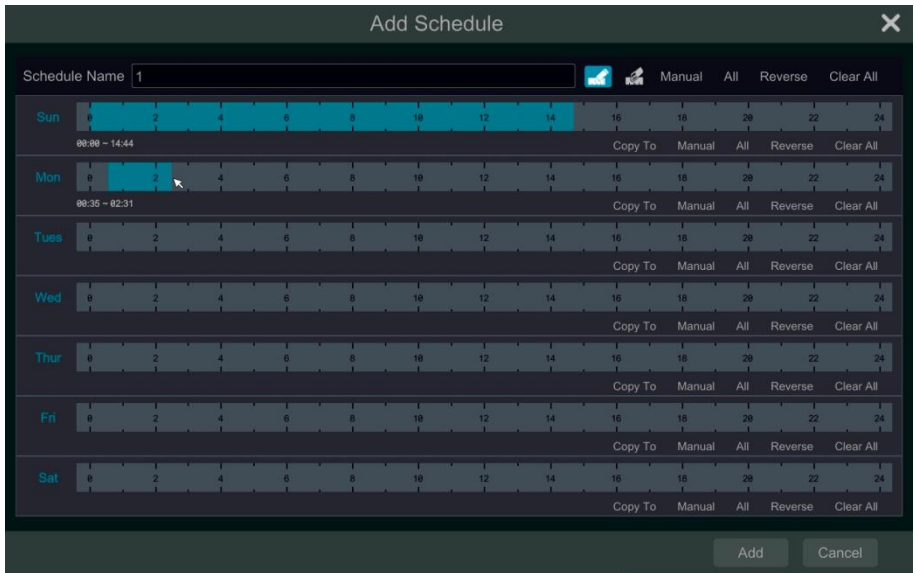 Add Schedule
Schedule Name 1 Manual All Reverse Clear All
Sun 0 2 4 6 8 10 12 14 16 18 20 22 24
00:00 ~ 14:44 Copy To Manual All Reverse Clear All
Mon 0 2 4 6 8 10 12 14 16 18 20 22 24
00:35 ~ 02:31 Copy To Manual All Reverse Clear All
Tues 0 2 4 6 8 10 12 14 16 18 20 22 24
Copy To Manual All Reverse Clear All
Wed 0 2 4 6 8 10 12 14 16 18 20 22 24
Copy To Manual All Reverse Clear All
Thur 0 2 4 6 8 10 12 14 16 18 20 22 24
Copy To Manual All Reverse Clear All
Fri 0 2 4 6 8 10 12 14 16 18 20 22 24
Copy To Manual All Reverse Clear All
Sat 0 2 4 6 8 10 12 14 16 18 20 22 24
Copy To Manual All Reverse Clear All
Add Cancel